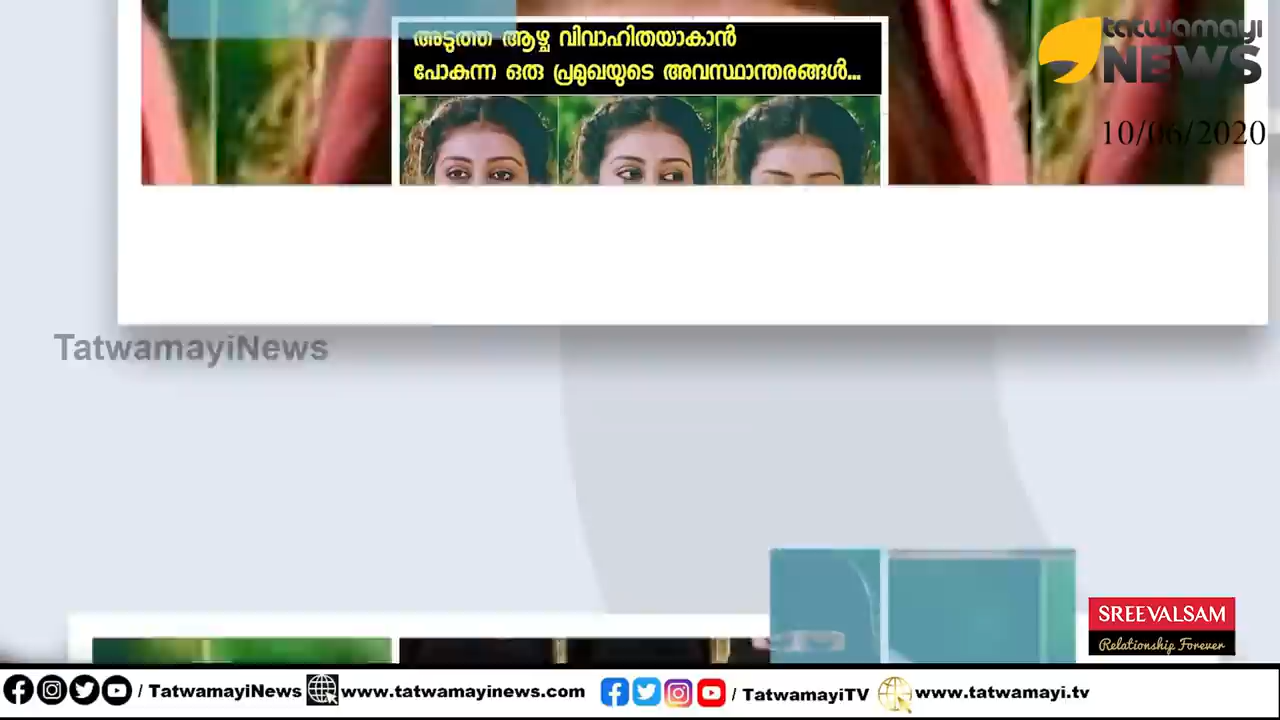 അടുത്ത ആഴ്ച വിവാഹിതയാകാൻ
പോകുന്ന ഒരു പ്രമുഖയുടെ അവസ്ഥാന്തരങ്ങൾ...
tatwamayi
NEWS
10/06/2020
TatwamayiNews
SREEVALSAM
Relationship Forever
/ TatwamayiNews www.tatwamayinews.com / TatwamayiTV www.tatwamayi.tv